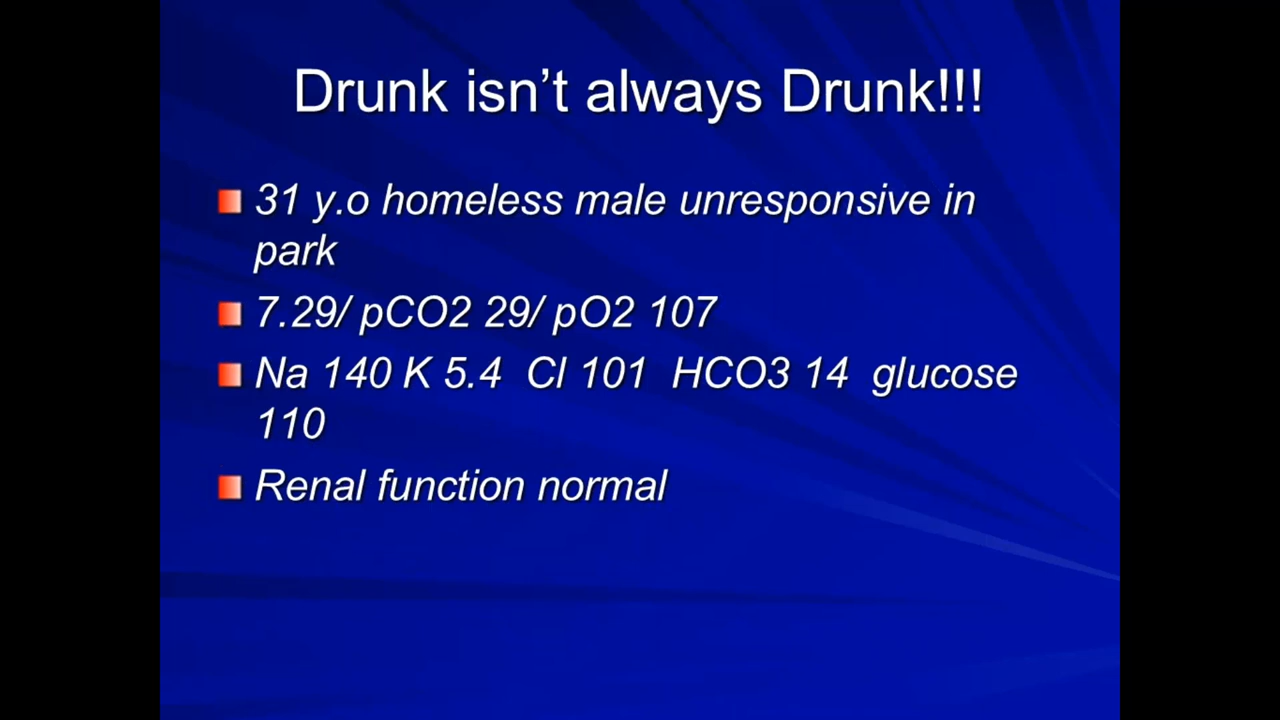 Drunk isn’t always Drunk!!!
31 y.o homeless male unresponsive in
park
7.29/ pCO2 29/ pO2 107
Na 140 K 5.4  Cl 101  HCO3 14  glucose
110
Renal function normal